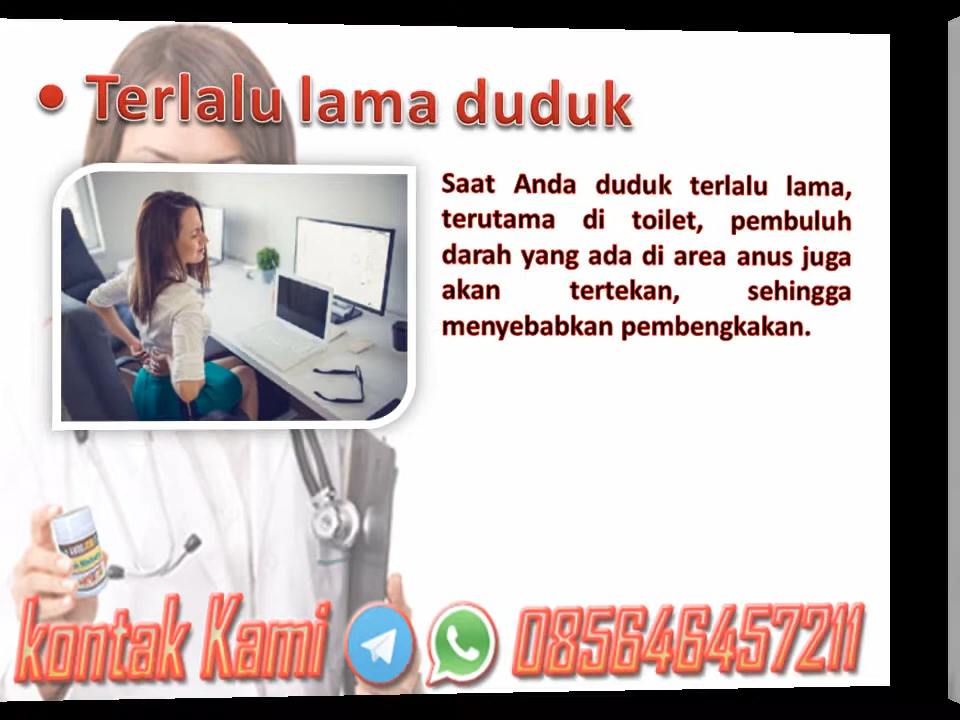 • Terlalu lama duduk
Saat Anda duduk terlalu lama,
terutama di toilet, pembuluh
darah yang ada di area anus juga
akan tertekan, sehingga
menyebabkan pembengkakan.
kontak Kami 085646457211